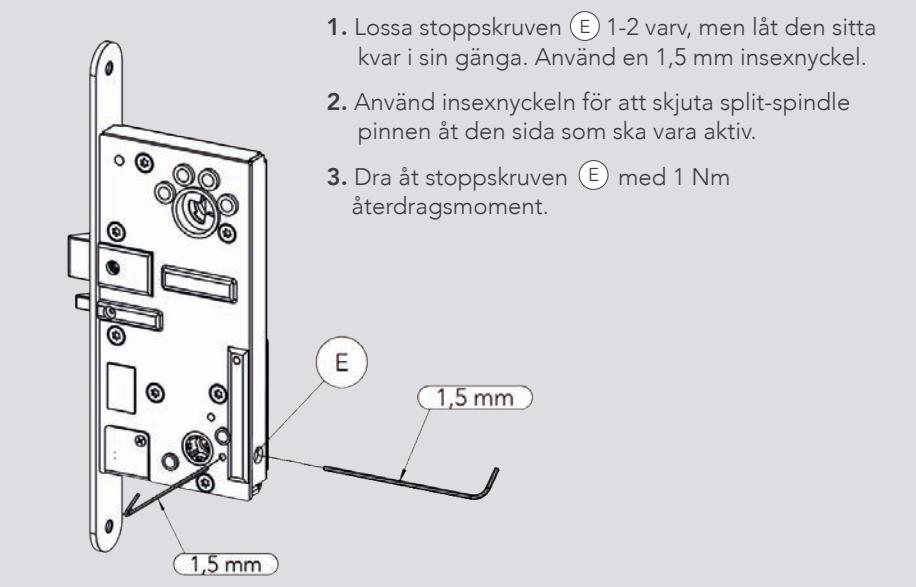 1. Lossa stoppskruven E 1-2 varv, men låt den sitta
kvar i sin gänga. Använd en 1,5 mm insexnyckel.
2. Använd insexnyckeln för att skjuta split-spindle
pinnen åt den sida som ska vara aktiv.
3. Dra åt stoppskruven E med 1 Nm
återdragsmoment.
E
1,5 mm
1,5 mm